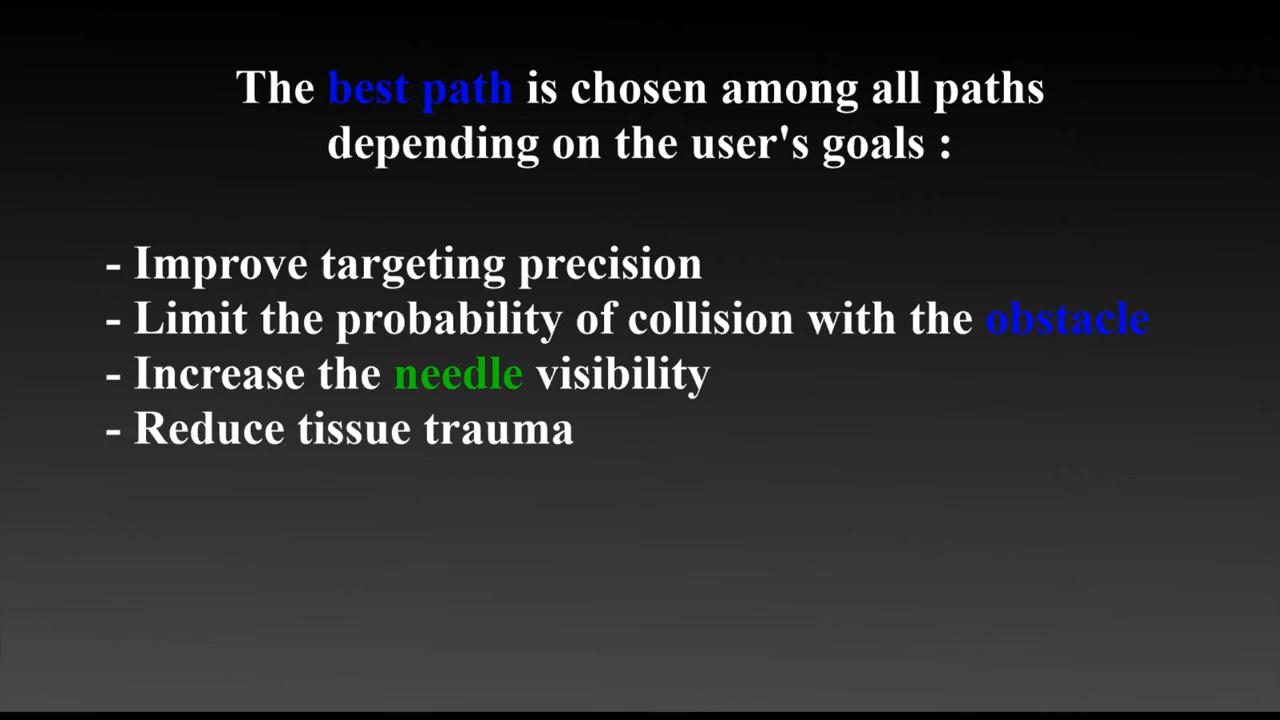 The best path is chosen among all paths
depending on the user's goals :
- Improve targeting precision
- Limit the probability of collision with the obstacle
- Increase the needle visibility
- Reduce tissue trauma